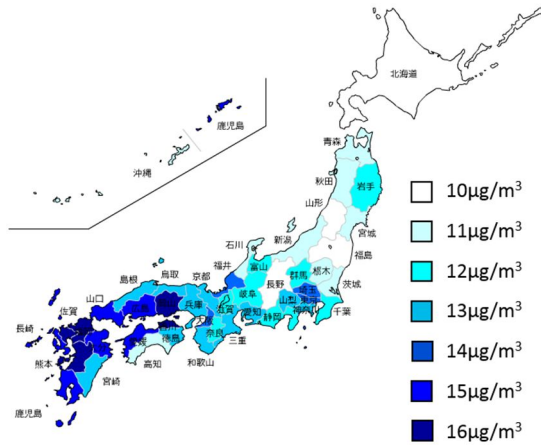 北海道
青森
秋田
岩手
山形
宮城
新潟
福島
石川
富山
福井
群馬
栃木
長野
茨城
岐阜
埼玉
東京
山梨
千葉
神奈川
静岡
愛知
滋賀
京都
鳥取
島根
兵庫
大阪
奈良
三重
和歌山
徳島
高知
山口
佐賀
長崎
熊本
宮崎
鹿児島
鹿児島
沖縄
10μg/m³
11μg/m³
12μg/m³
13μg/m³
14μg/m³
15μg/m³
16μg/m³